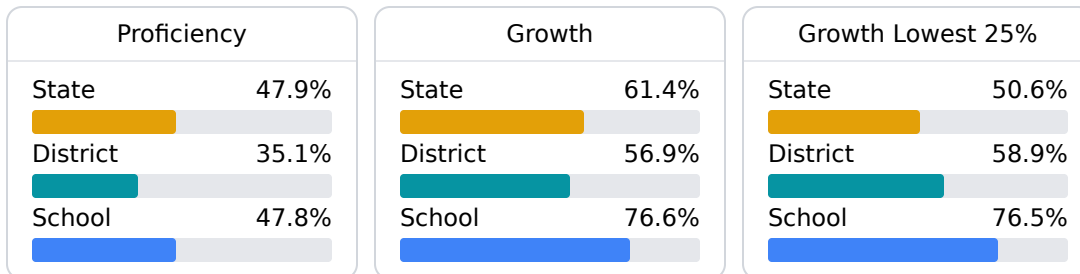 Proficiency
State 47.9%
District 35.1%
School 47.8%
Growth
State 61.4%
District 56.9%
School 76.6%
Growth Lowest 25%
State 50.6%
District 58.9%
School 76.5%